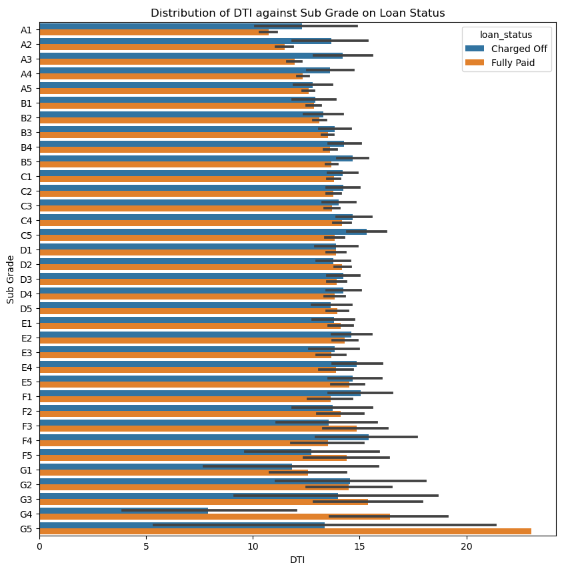 Distribution of DTI against Sub Grade on Loan Status
loan_status
Charged Off
Fully Paid
Sub Grade
A1
A2
A3
A4
A5
B1
B2
B3
B4
B5
C1
C2
C3
C4
C5
D1
D2
D3
D4
D5
E1
E2
E3
E4
E5
F1
F2
F3
F4
F5
G1
G2
G3
G4
G5
0 5 10 15 20
DTI